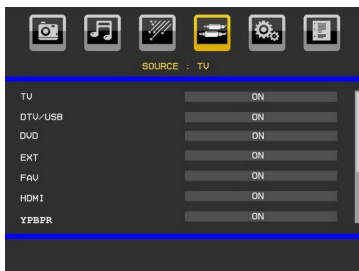 SOURCE : TV
TV ON
DTV/USB ON
DVD ON
EXT ON
FAV ON
HDMI ON
YPBPR ON